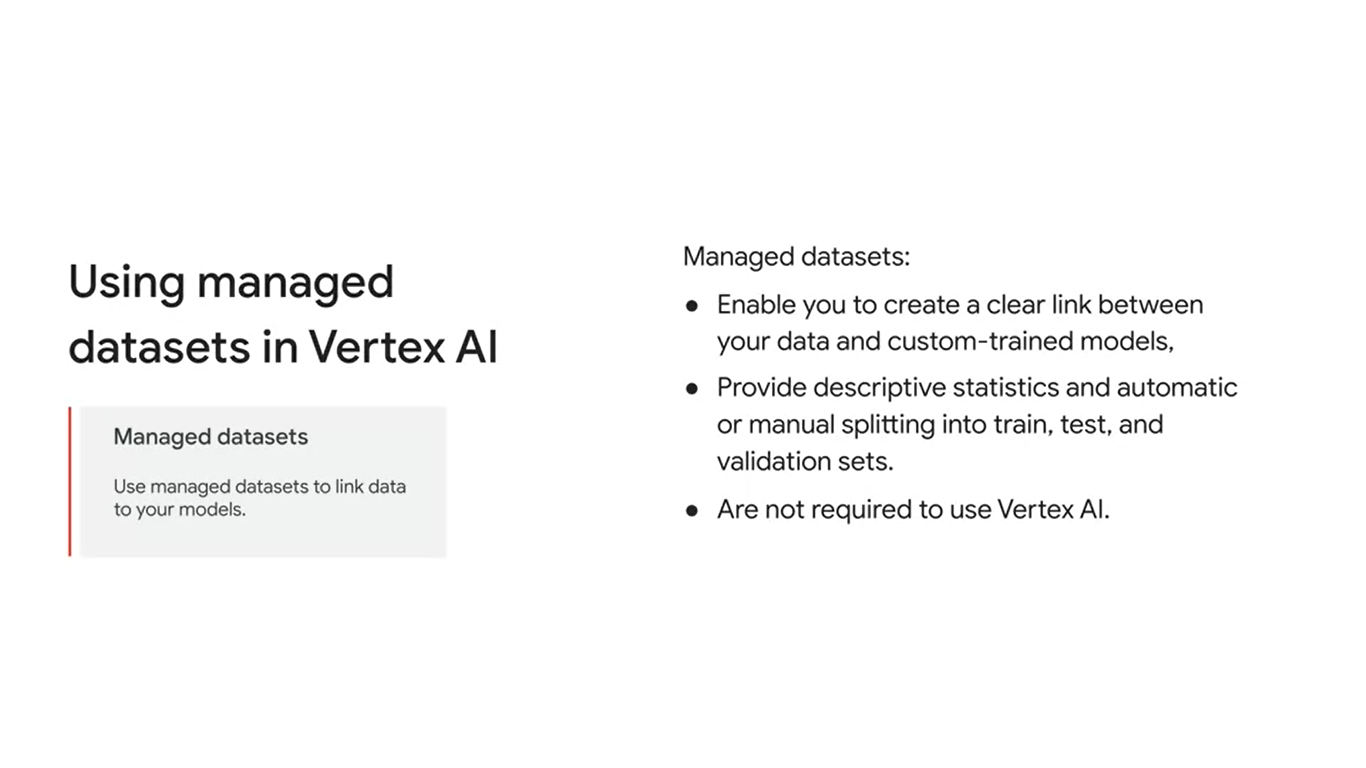 Using managed
datasets in Vertex AI
Managed datasets
Use managed datasets to link data
to your models.
Managed datasets:
● Enable you to create a clear link between
your data and custom-trained models,
● Provide descriptive statistics and automatic
or manual splitting into train, test, and
validation sets.
● Are not required to use Vertex AI.